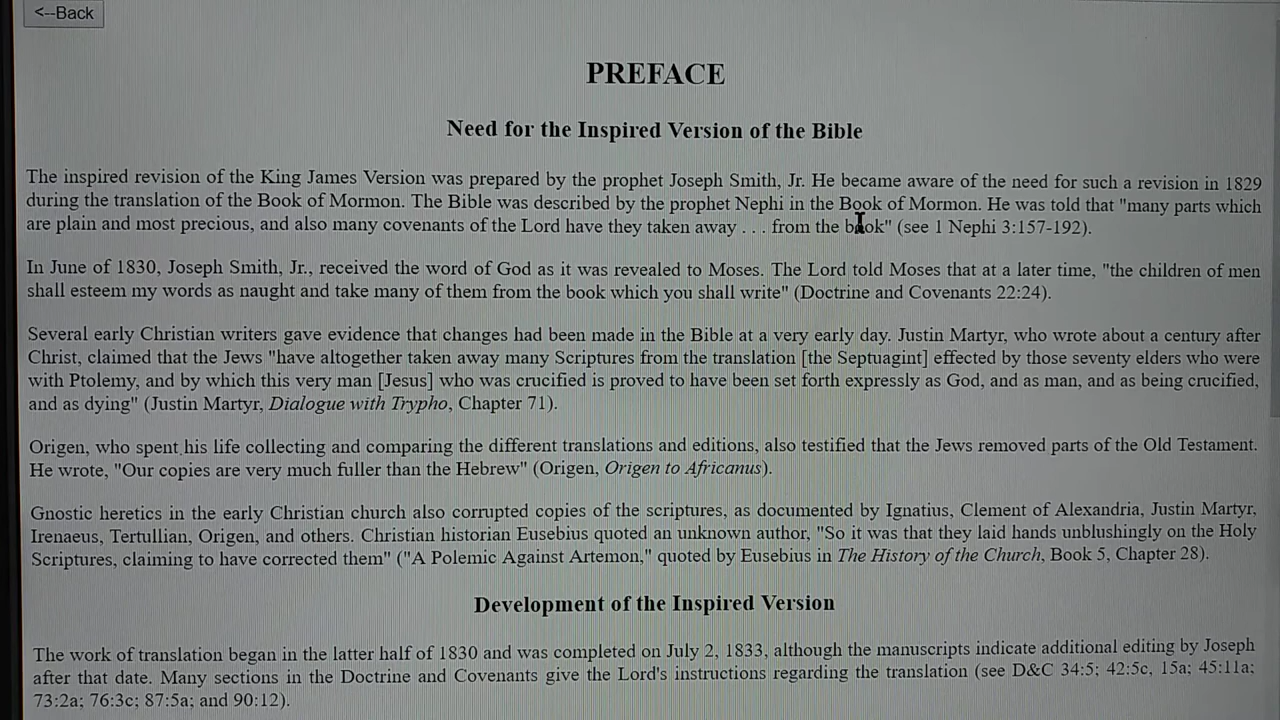 <--Back
PREFACE
Need for the Inspired Version of the Bible
The inspired revision of the King James Version was prepared by the prophet Joseph Smith, Jr. He became aware of the need for such a revision in 1829
during the translation of the Book of Mormon. The Bible was described by the prophet Nephi in the Book of Mormon. He was told that "many parts which
are plain and most precious, and also many covenants of the Lord have they taken away . . . from the book" (see 1 Nephi 3:157-192).
In June of 1830, Joseph Smith, Jr., received the word of God as it was revealed to Moses. The Lord told Moses that at a later time, "the children of men
shall esteem my words as naught and take many of them from the book which you shall write" (Doctrine and Covenants 22:24).
Several early Christian writers gave evidence that changes had been made in the Bible at a very early day. Justin Martyr, who wrote about a century after
Christ, claimed that the Jews "have altogether taken away many Scriptures from the translation [the Septuagint] effected by those seventy elders who were
with Ptolemy, and by which this very man [Jesus] who was crucified is proved to have been set forth expressly as God, and as man, and as being crucified,
and as dying" (Justin Martyr, Dialogue with Trypho, Chapter 71).
Origen, who spent his life collecting and comparing the different translations and editions, also testified that the Jews removed parts of the Old Testament.
He wrote, "Our copies are very much fuller than the Hebrew" (Origen, Origen to Africanus).
Gnostic heretics in the early Christian church also corrupted copies of the scriptures, as documented by Ignatius, Clement of Alexandria, Justin Martyr,
Irenaeus, Tertullian, Origen, and others. Christian historian Eusebius quoted an unknown author, "So it was that they laid hands unblushingly on the Holy
Scriptures, claiming to have corrected them" ("A Polemic Against Artemon," quoted by Eusebius in The History of the Church, Book 5, Chapter 28).
Development of the Inspired Version
The work of translation began in the latter half of 1830 and was completed on July 2, 1833, although the manuscripts indicate additional editing by Joseph
after that date. Many sections in the Doctrine and Covenants give the Lord's instructions regarding the translation (see D&C 34:5; 42:5c, 15a; 45:11a;
73:2a; 76:3c; 87:5a; and 90:12).